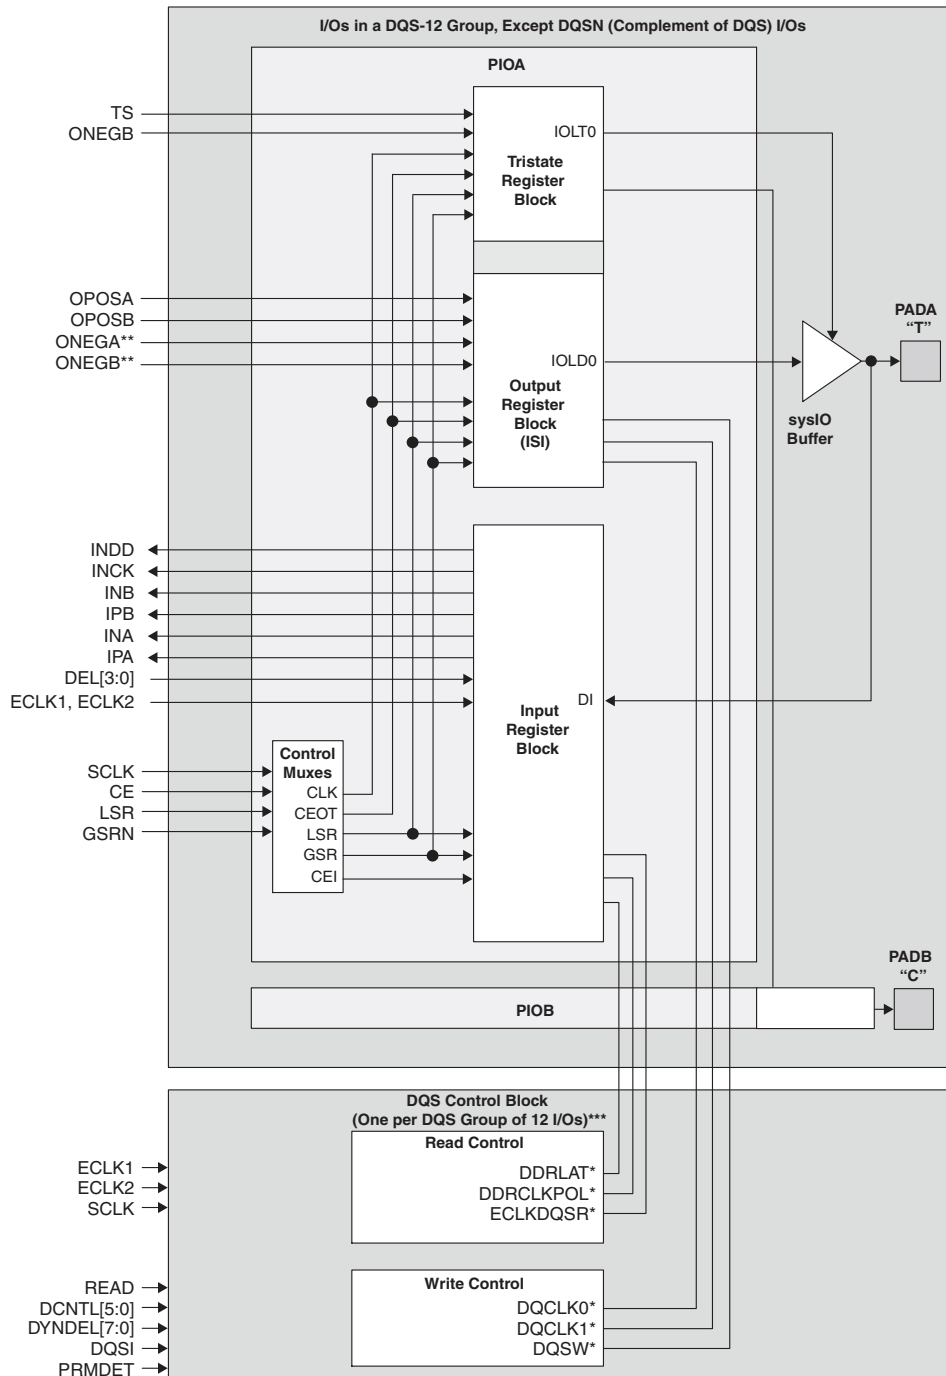 I/Os in a DQS-12 Group, Except DQSN (Complement of DQS) I/Os
PIOA
TS
ONEGB
IOLT0
Tristate
Register
Block
OPOSA
OPOSB
ONEGA**
ONEGB**
IOLD0
Output
Register
Block
(ISI)
sysIO
Buffer
PADA
“T”
INDD
INCK
INB
IPB
INA
IPA
DEL[3:0]
ECLK1, ECLK2
DI
Input
Register
Block
SCLK
CE
LSR
GSRN
Control
Muxes
CLK
CEOT
LSR
GSR
CEI
PADB
“C”
PIOB
DQS Control Block
(One per DQS Group of 12 I/Os)***
Read Control
ECLK1
ECLK2
SCLK
DDRLAT*
DDRCLKPOL*
ECLKDQSR*
Write Control
READ
DCNTL[5:0]
DYNDEL[7:0]
DQSI
PRMDET
DQCLK0*
DQCLK1*
DQSW*